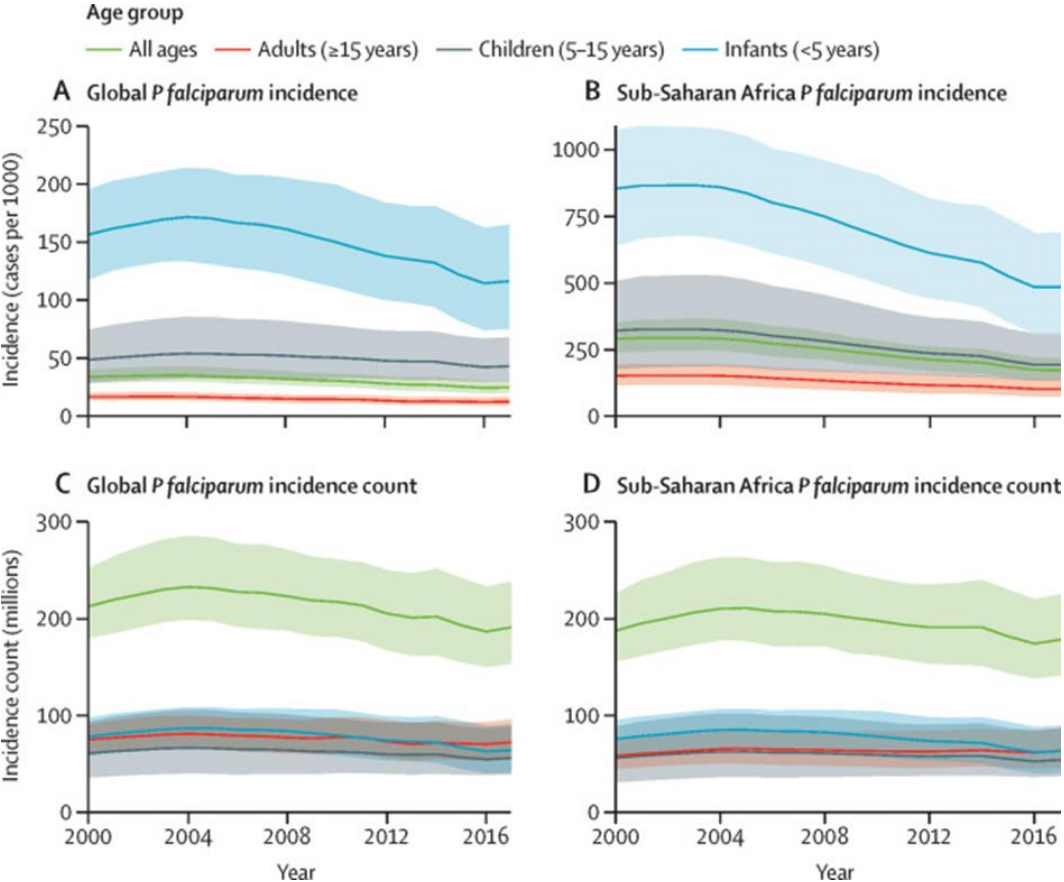 Age group
All ages Adults (≥15 years) Children (5–15 years) Infants (<5 years)
A Global P falciparum incidence
B Sub-Saharan Africa P falciparum incidence
Incidence (cases per 1000)
250
200
150
100
50
0
1000
750
500
250
0
C Global P falciparum incidence count
D Sub-Saharan Africa P falciparum incidence count
Incidence count (millions)
300
200
100
0
2000 2004 2008 2012 2016
Year
300
200
100
0
2000 2004 2008 2012 2016
Year